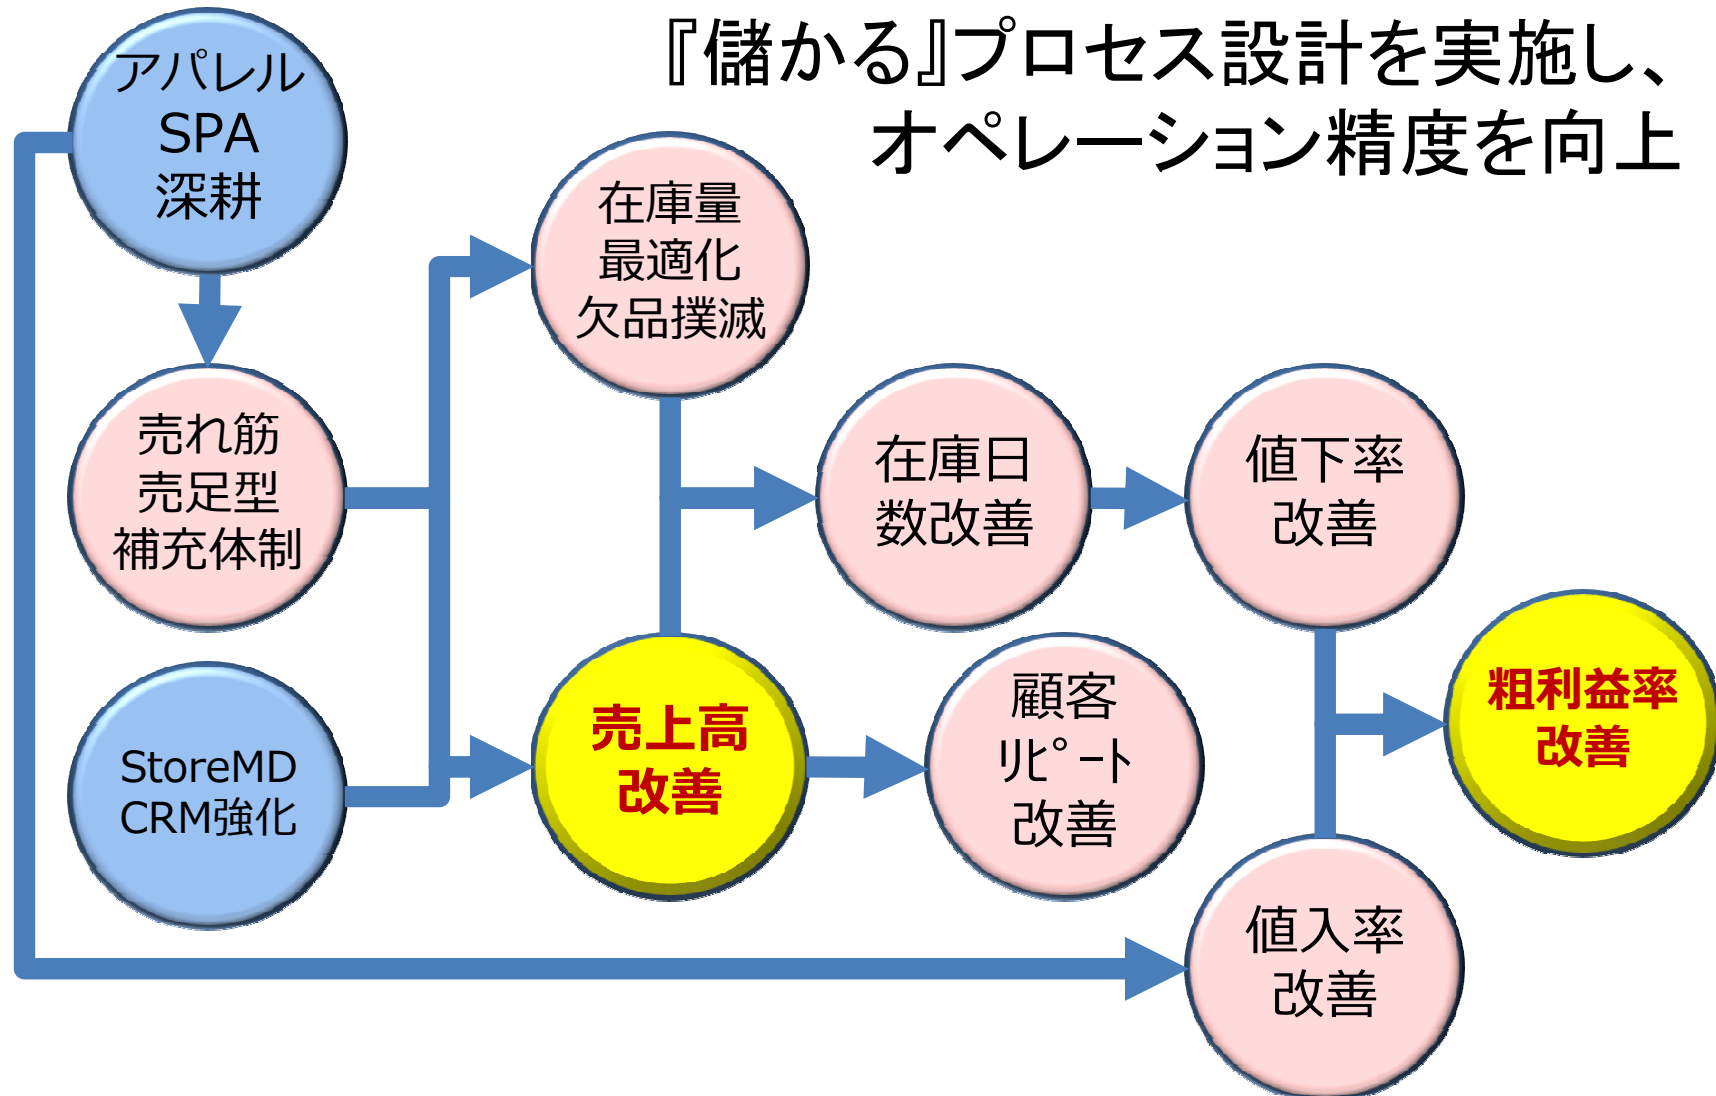 『儲かる』プロセス設計を実施し、
オペレーション精度を向上
アパレル
SPA
深耕
在庫量
最適化
欠品撲滅
売れ筋
売足型
補充体制
在庫日
数改善
値下率
改善
StoreMD
CRM強化
売上高
改善
顧客
ﾘﾋﾟｰﾄ
改善
粗利益率
改善
値入率
改善